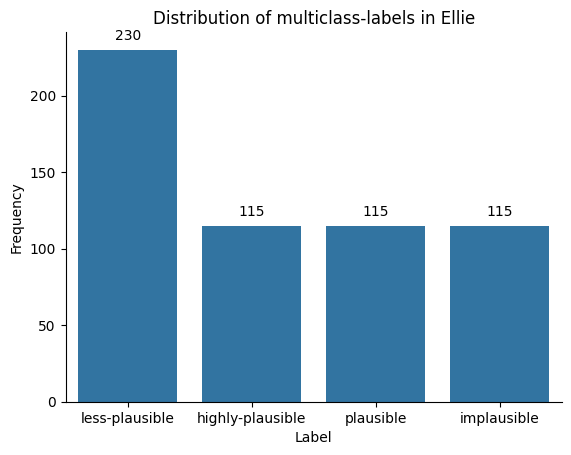 Distribution of multiclass-labels in Ellie
230
115
115
115
200
150
100
50
0
Frequency
less-plausible
highly-plausible
plausible
implausible
Label